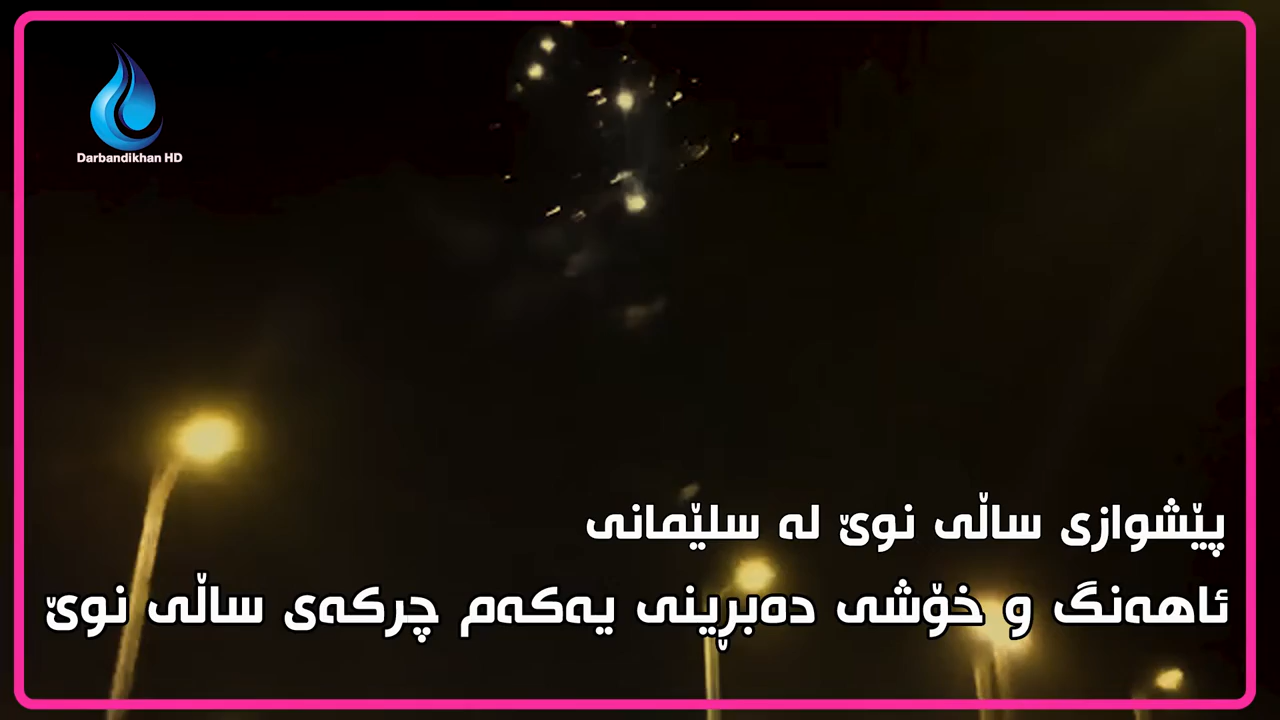 Darbandikhan HD
پێشوازی ساڵی نوێ لە سلێمانی
ئاهەنگ و خۆشی دەبڕینی یەکەم چرکەی ساڵی نوێ